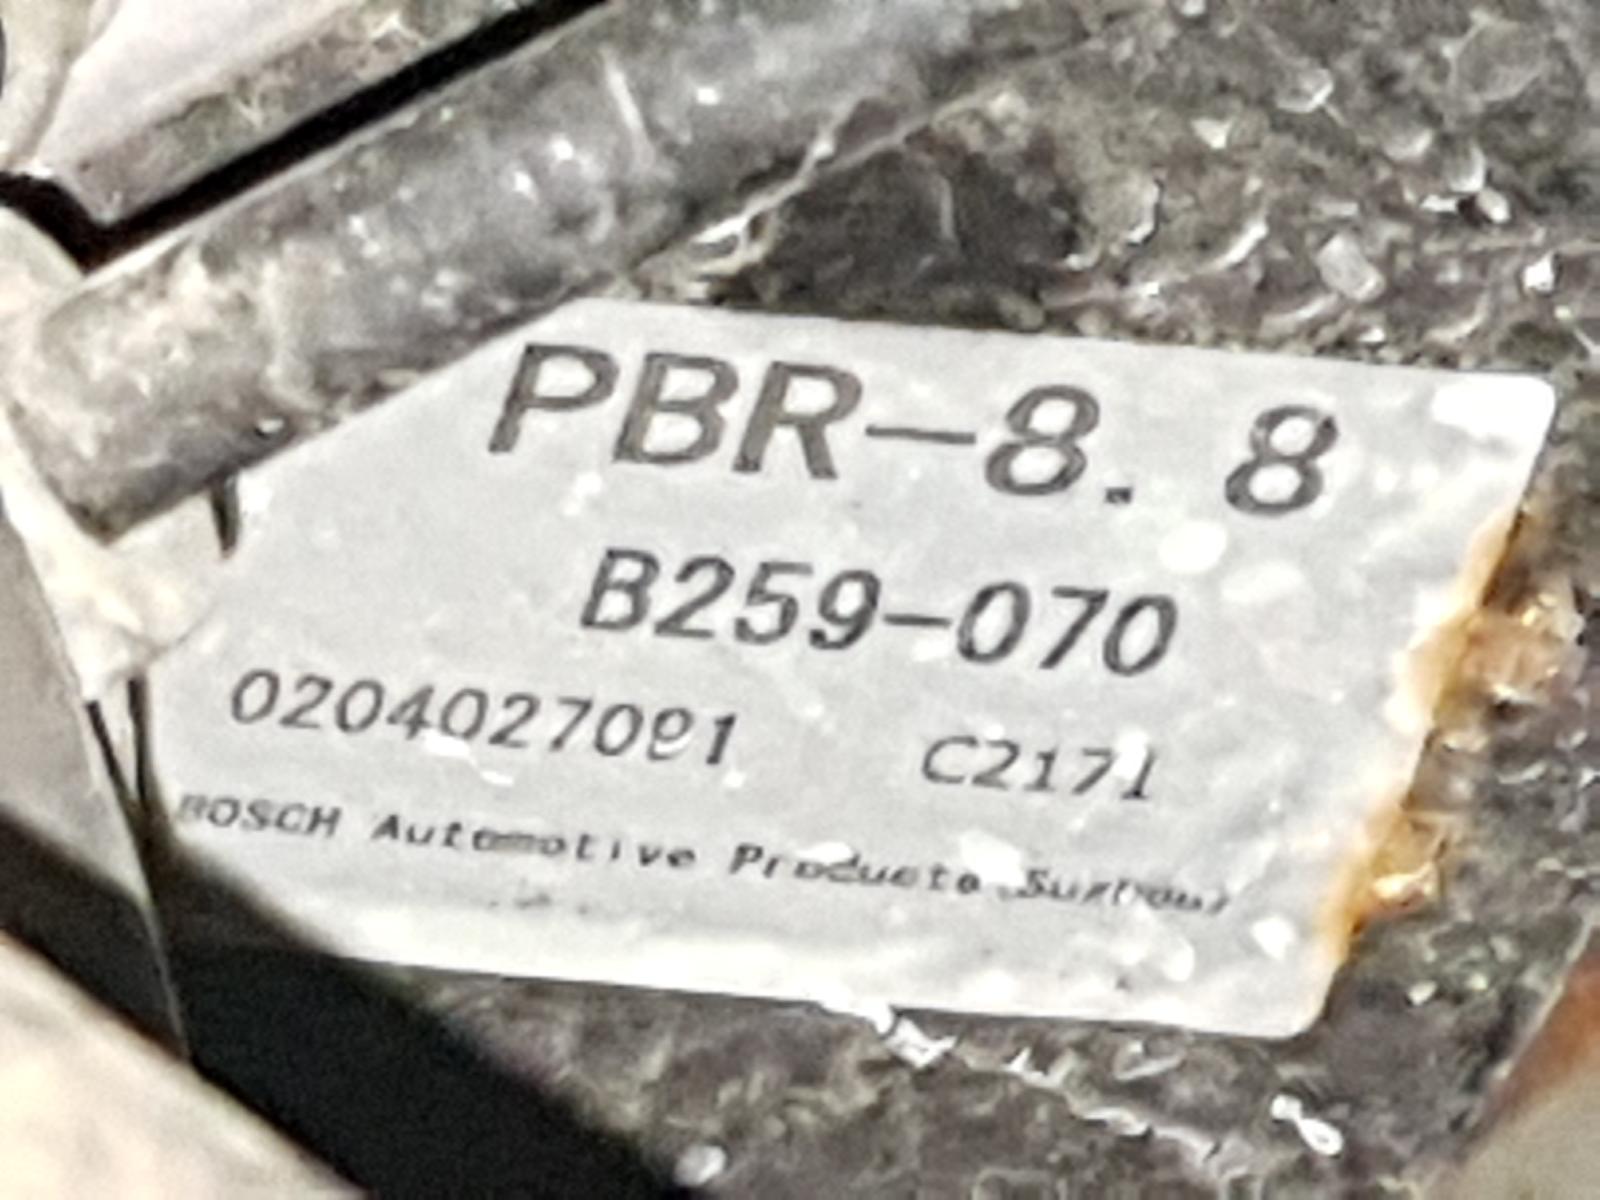 PBR-8. 8
B259-070
0204027091 C2171
BOSCH Automotive Products (Suzhou)